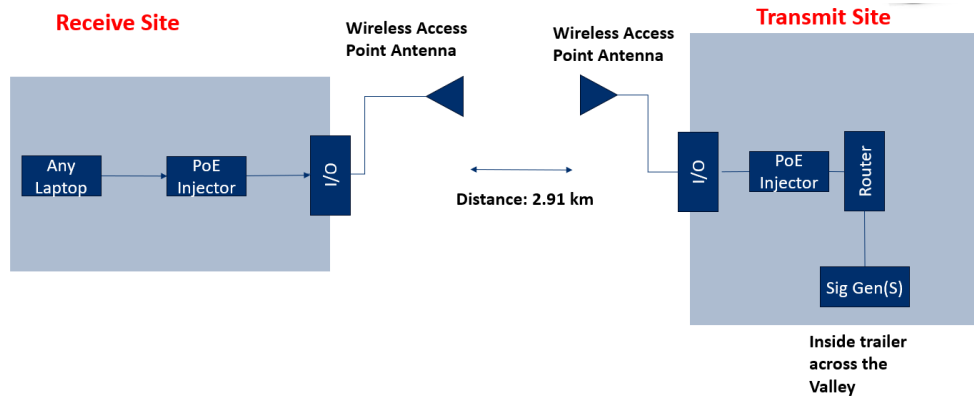 Receive Site
Transmit Site
Wireless Access
Point Antenna
Wireless Access
Point Antenna
Any
Laptop
PoE
Injector
I/O
Distance: 2.91 km
I/O
PoE
Injector
Router
Sig Gen(S)
Inside trailer
across the
Valley